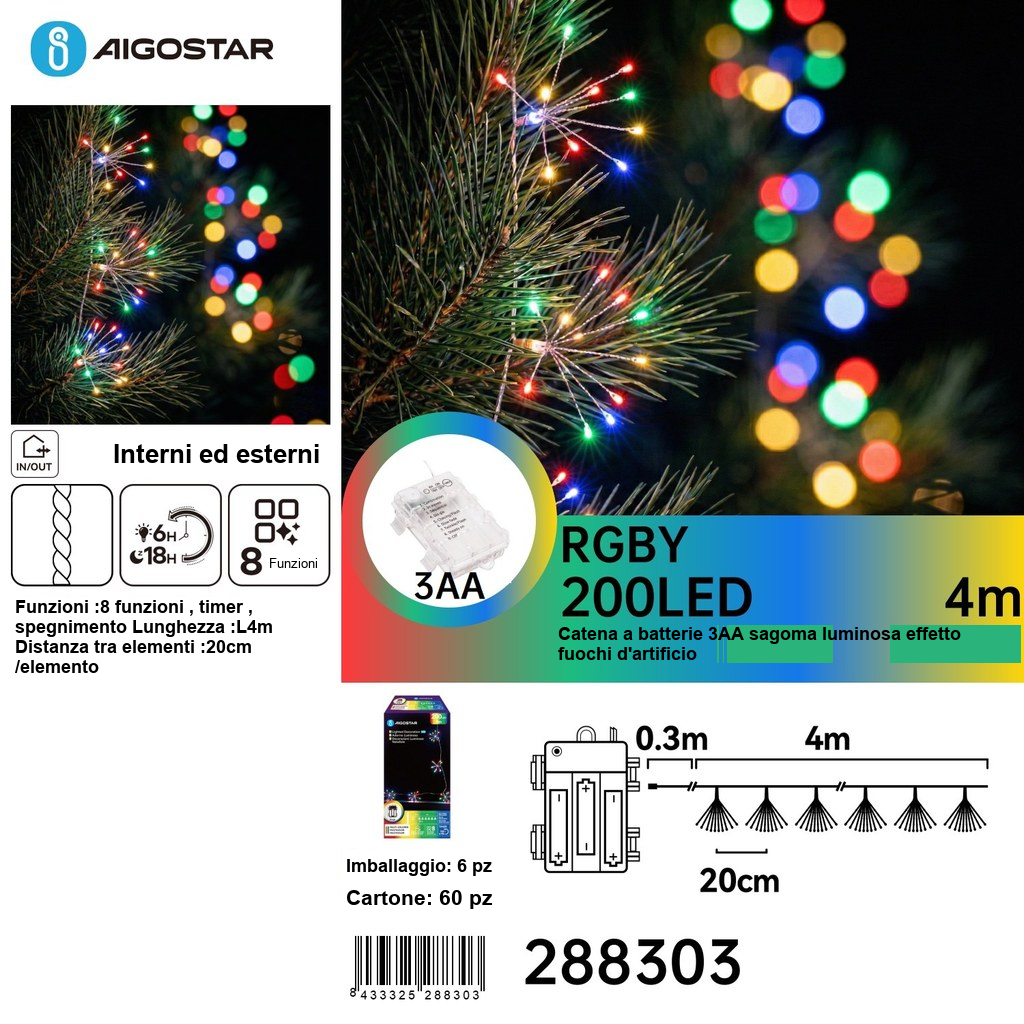 AIGOSTAR
IN/OUT
Interni ed esterni
6H
18H
8 Funzioni
Funzioni :8 funzioni , timer ,
spegnimento Lunghezza :L4m
Distanza tra elementi :20cm
/elemento
3AA
RGBY
200LED
4m
Catena a batterie 3AA sagoma luminosa effetto
fuochi d'artificio
AIGOSTAR
0.3m
4m
20cm
Imballaggio: 6 pz
Cartone: 60 pz
8 433325 288303
288303